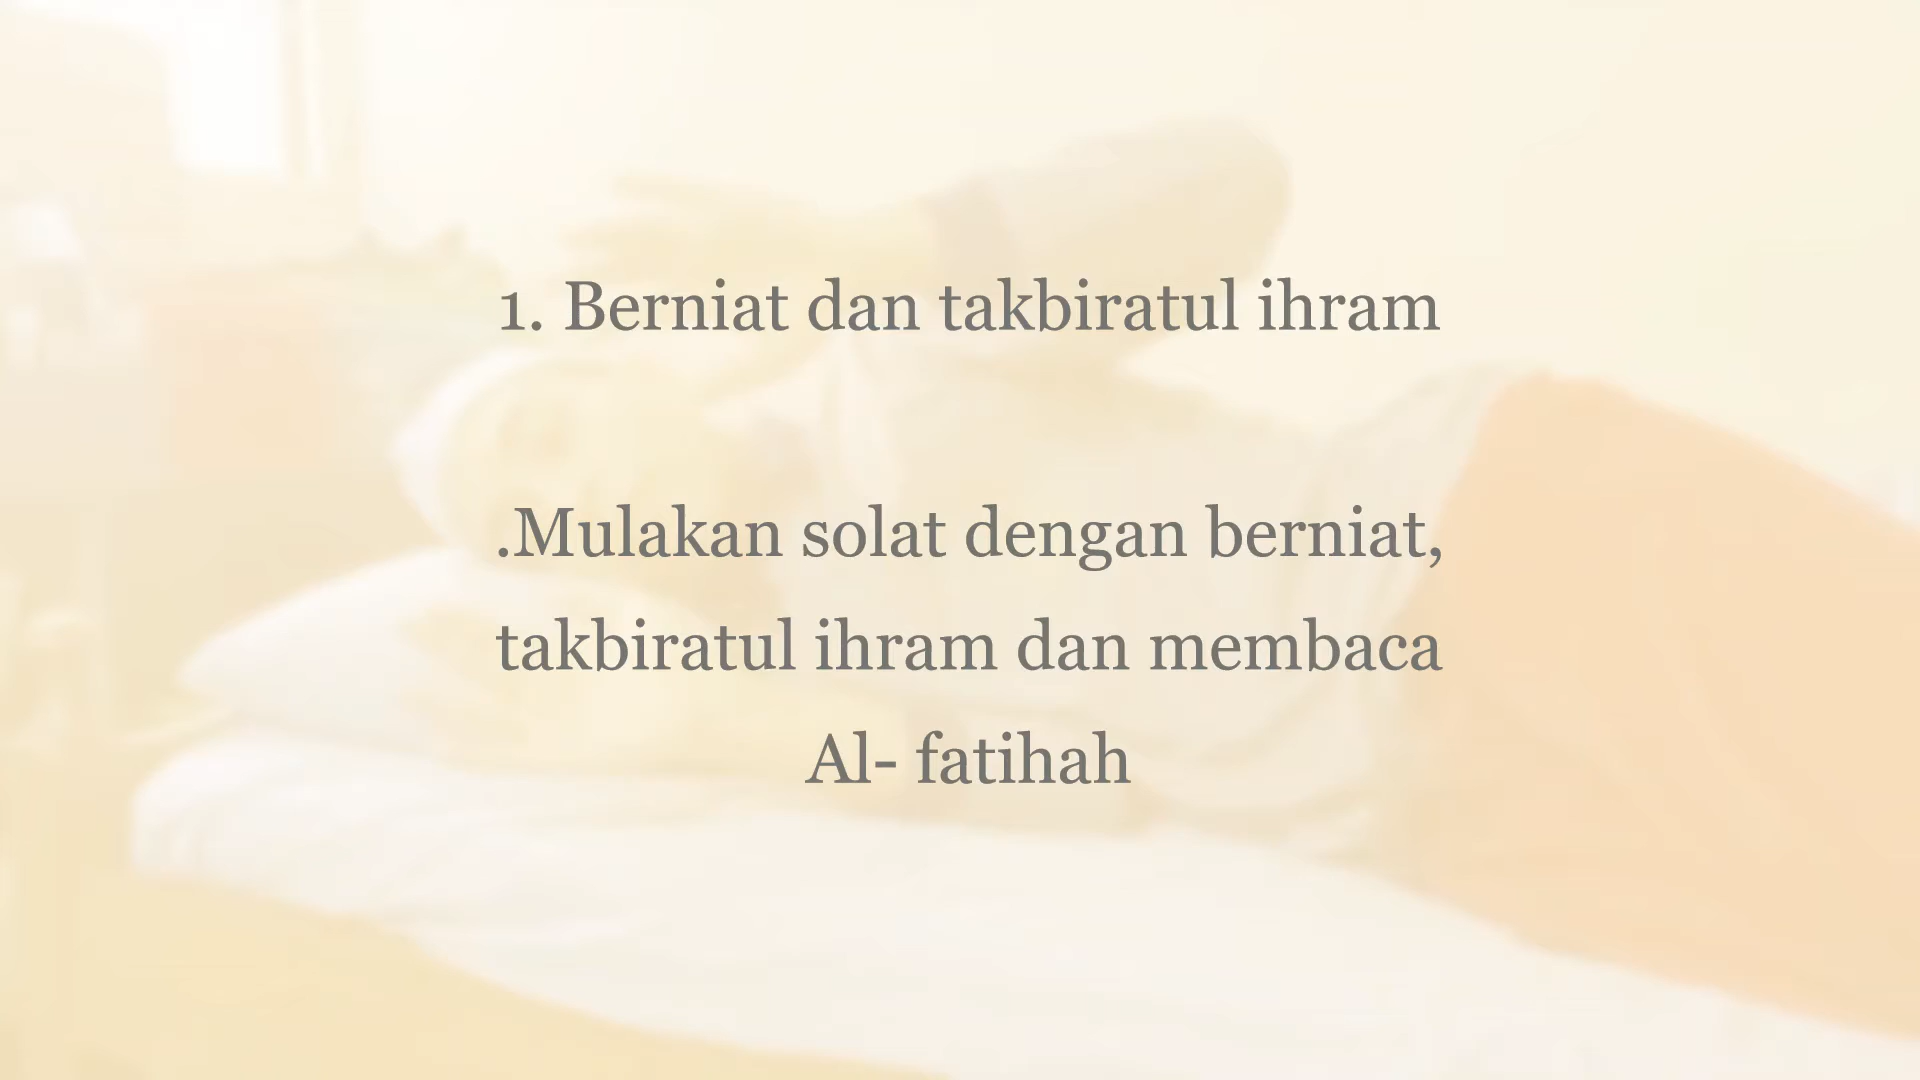 1. Berniat dan takbiratul ihram
.Mulakan solat dengan berniat,
takbiratul ihram dan membaca
Al- fatihah